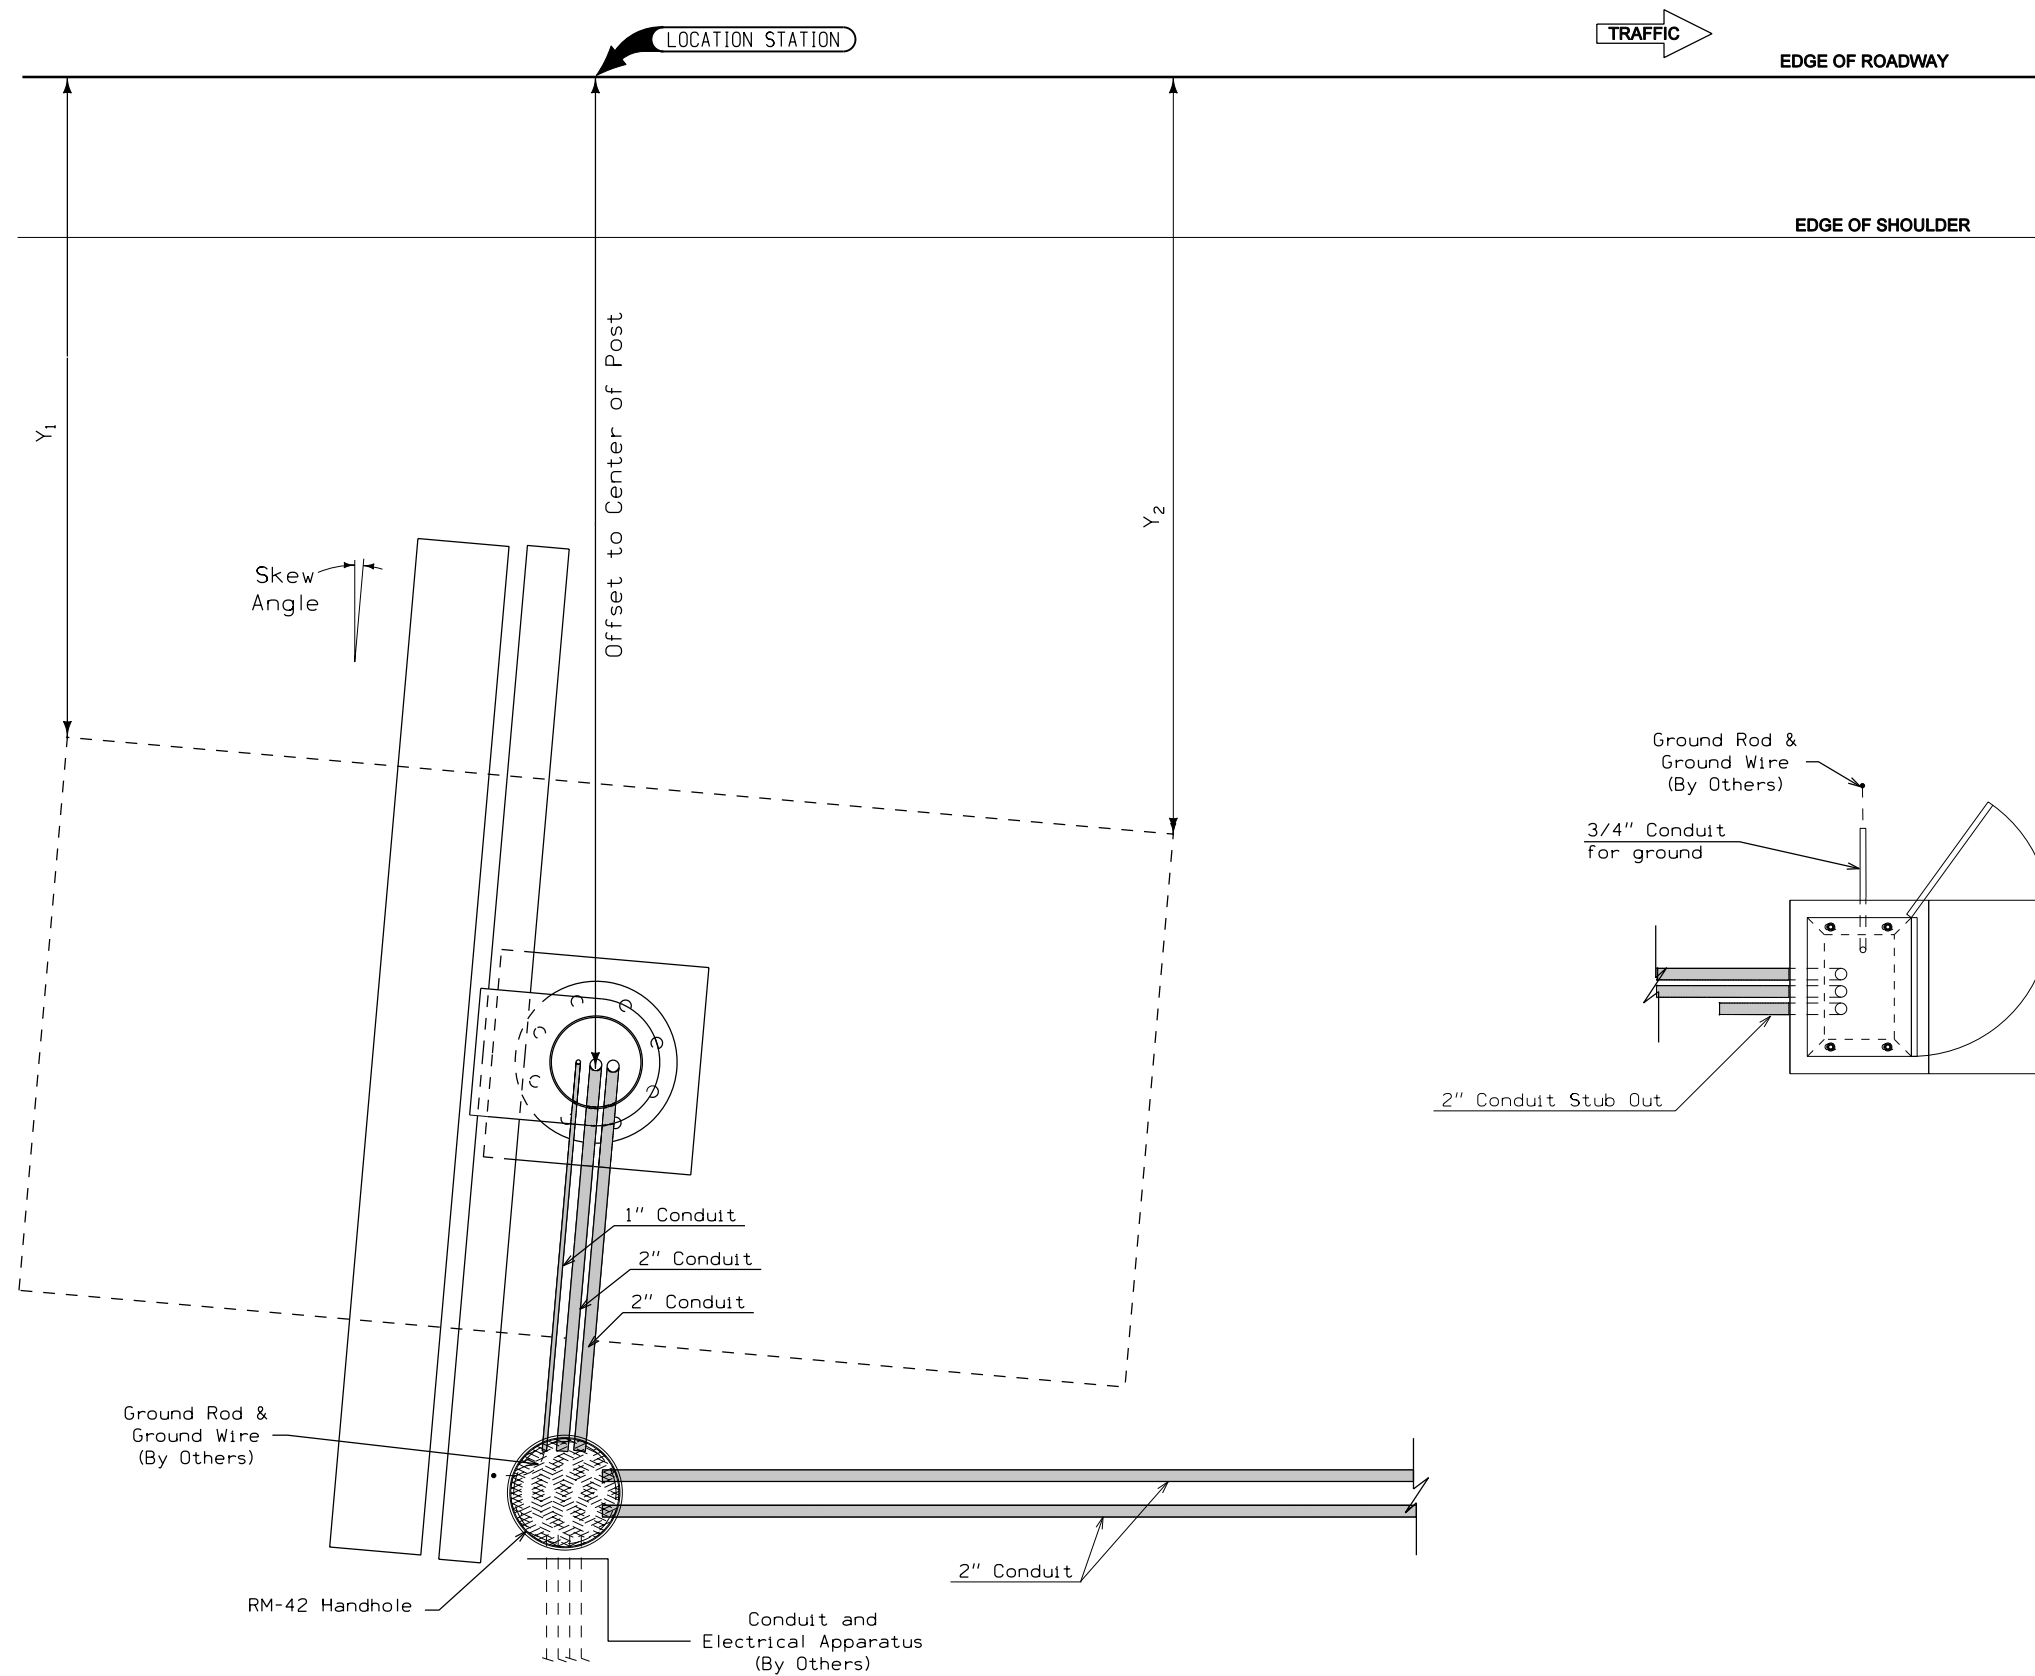 LOCATION STATION
TRAFFIC
EDGE OF ROADWAY
EDGE OF SHOULDER
Offset to Center of Post
Y1
Y2
Skew
Angle
Ground Rod &
Ground Wire
(By Others)
3/4" Conduit
for ground
2" Conduit Stub Out
1" Conduit
2" Conduit
2" Conduit
Ground Rod &
Ground Wire
(By Others)
2" Conduit
RM-42 Handhole
Conduit and
Electrical Apparatus
(By Others)